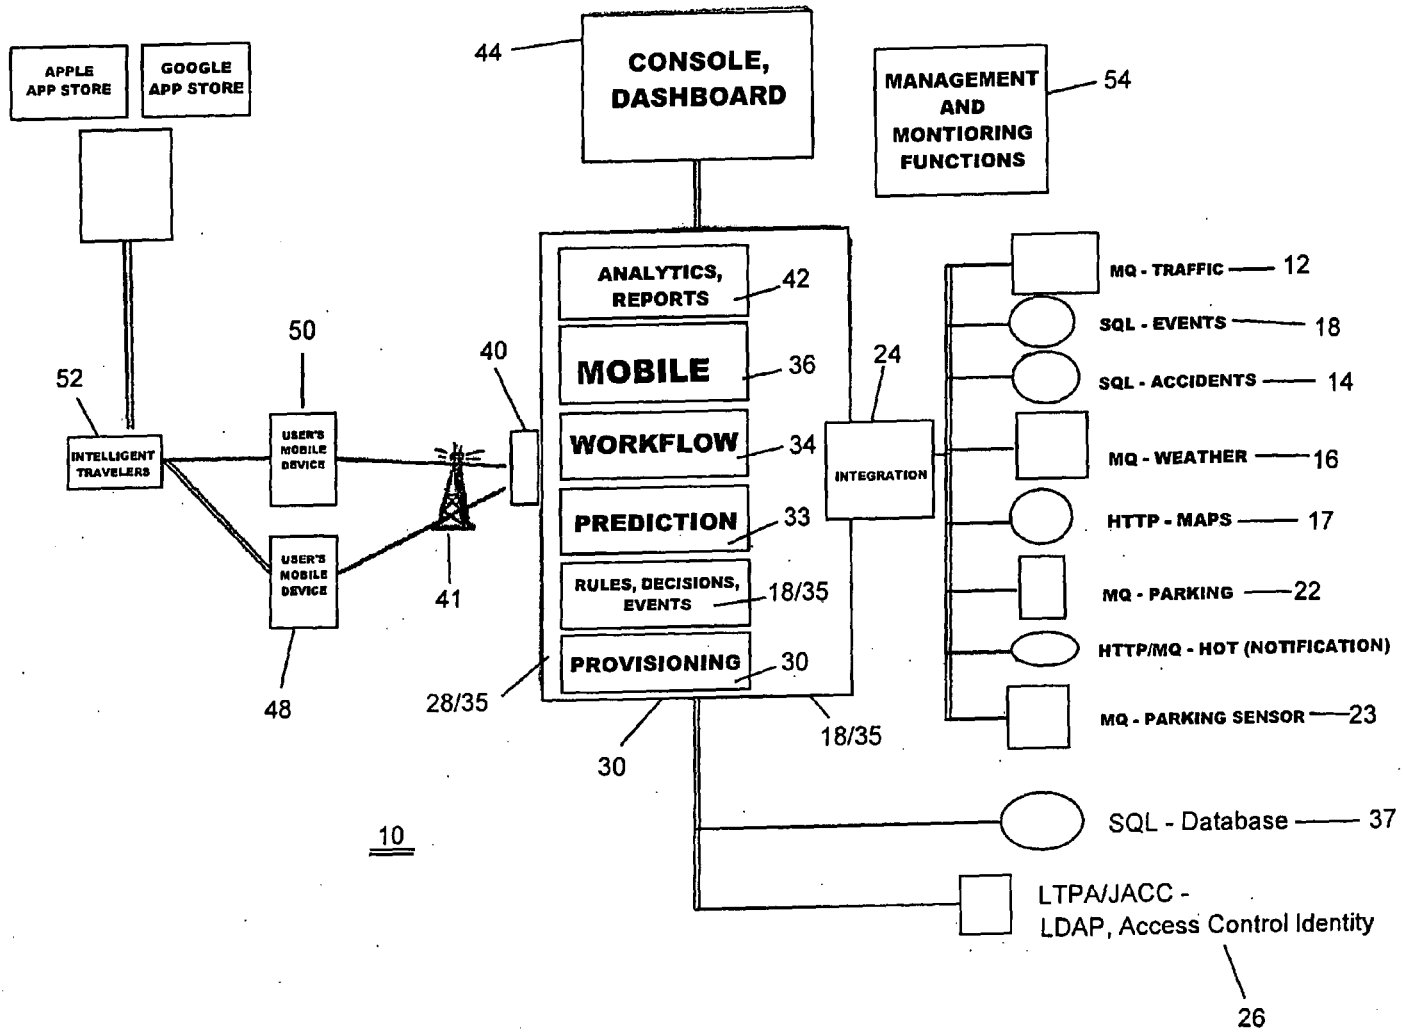 44
CONSOLE,
DASHBOARD
APPLE
APP STORE
GOOGLE
APP STORE
MANAGEMENT
AND
MONTIORING
FUNCTIONS
54
ANALYTICS,
REPORTS
42
MOBILE
36
WORKFLOW
34
PREDICTION
33
RULES, DECISIONS,
EVENTS
18/35
PROVISIONING
30
52
INTELLIGENT
TRAVELERS
50
USER'S
MOBILE
DEVICE
USER'S
MOBILE
DEVICE
48
40
41
28/35
30
18/35
24
INTEGRATION
MQ - TRAFFIC 12
SQL - EVENTS 18
SQL - ACCIDENTS 14
MQ - WEATHER 16
HTTP - MAPS 17
MQ - PARKING 22
HTTP/MQ - HOT (NOTIFICATION)
MQ - PARKING SENSOR 23
SQL - Database 37
LTPA/JACC -
LDAP, Access Control Identity
26
10